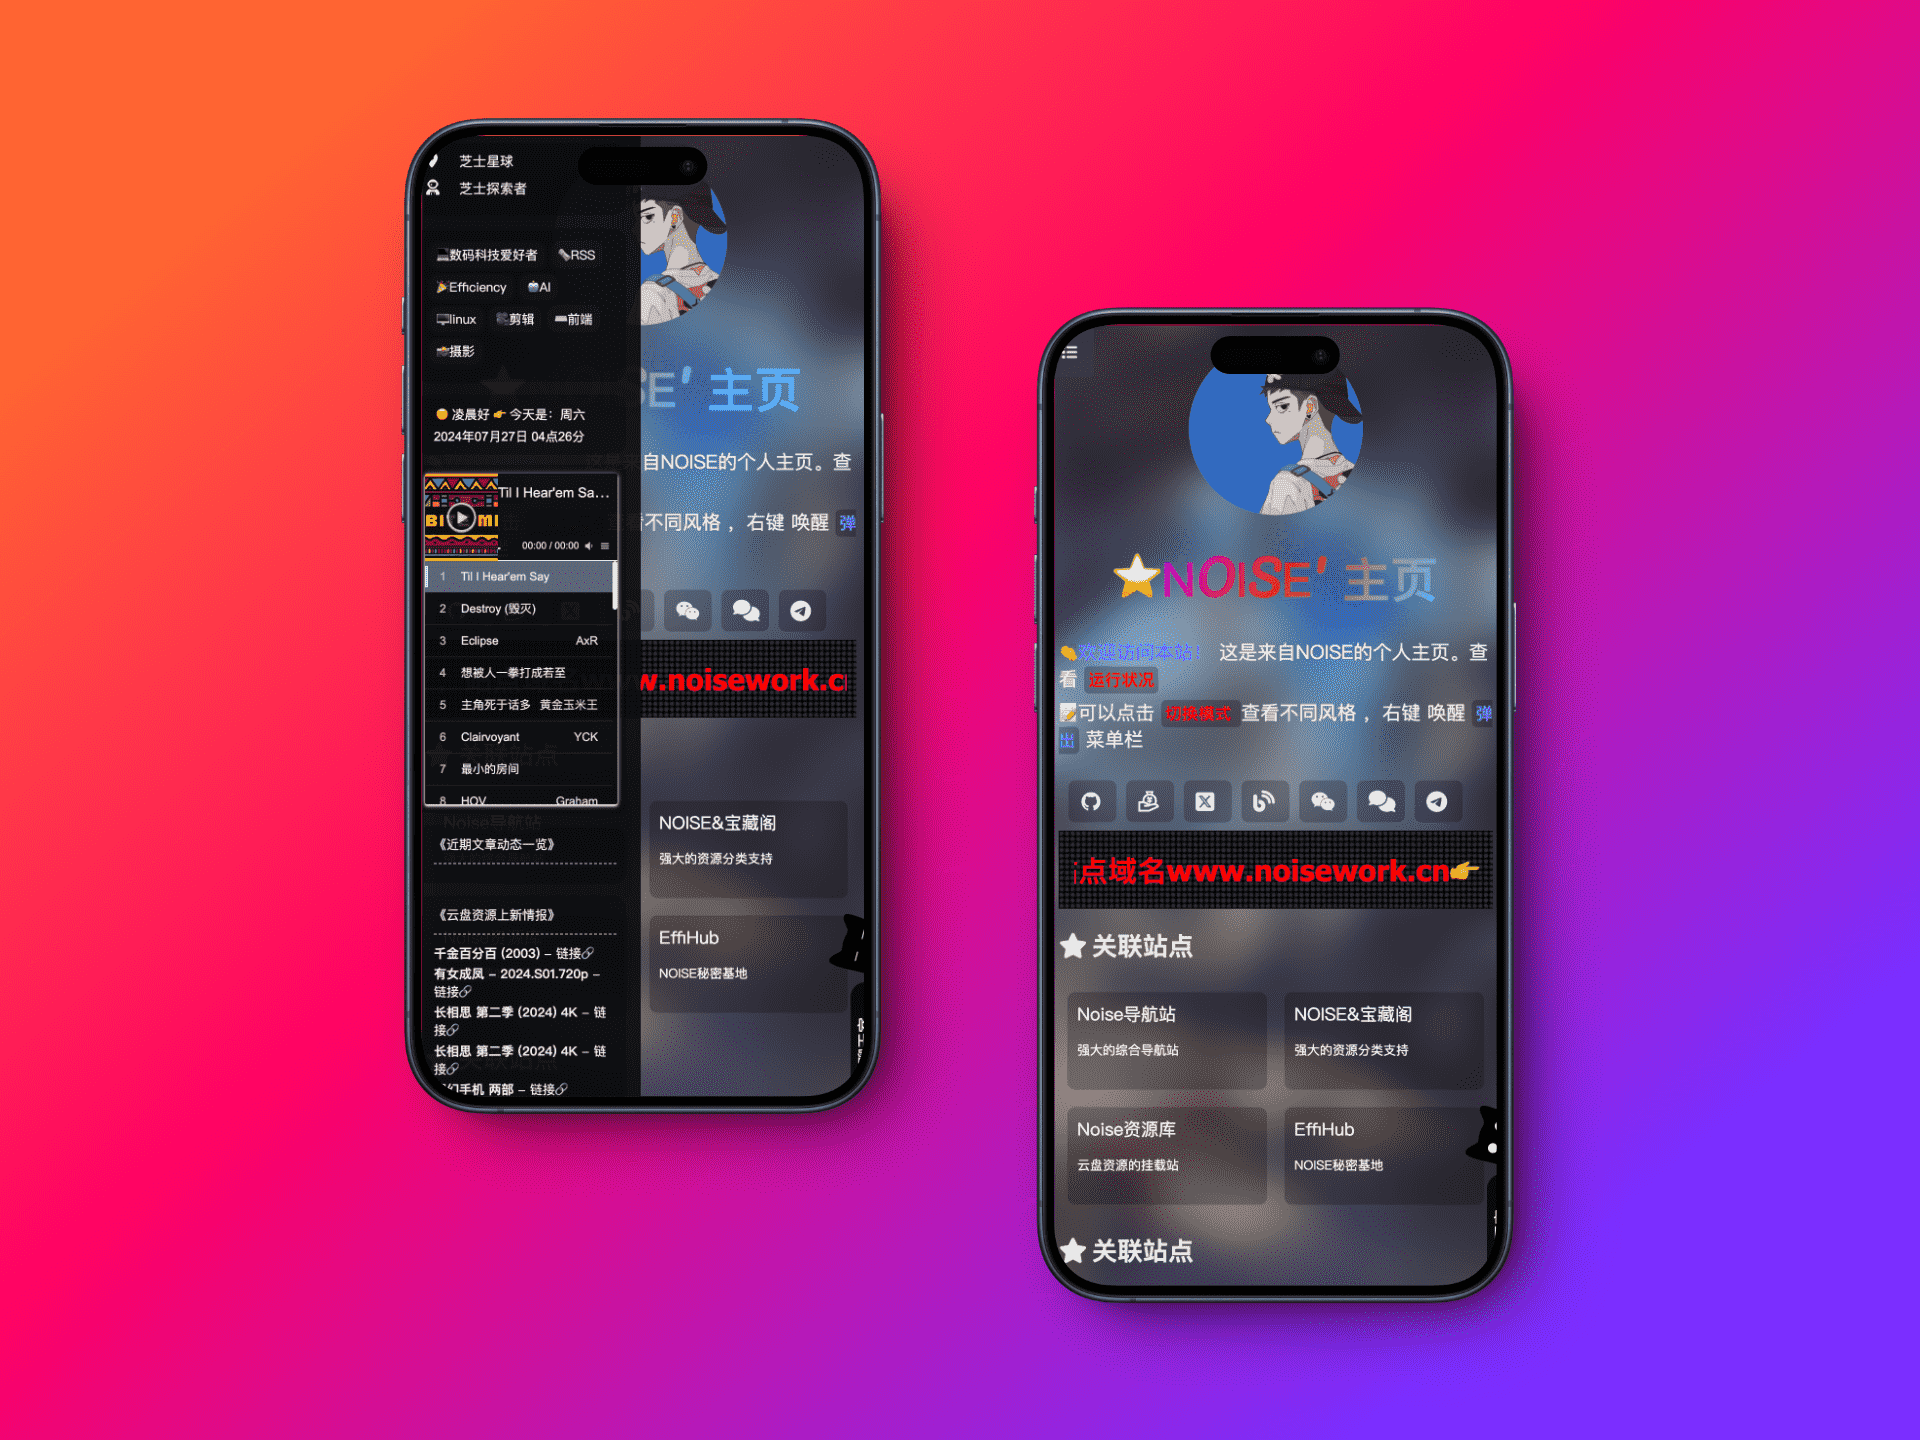 芝士星球
芝士探索者
数码科技爱好者 RSS
Efficiency AI
linux 剪辑 前端
摄影
凌晨好 今天是：周六
2024年07月27日 04点26分
Til I Hear'em Sa...
00:00 / 00:00
1 Til I Hear'em Say
2 Destroy (毁灭)
3 Eclipse AxR
4 想被人一拳打成若至
5 主角死于话多 黄金玉米王
6 Clairvoyant YCK
7 最小的房间
8 HOV Graham
Noise导航站
《近期文章动态一览》
《云盘资源上新情报》
千金百分百 (2003) – 链接
有女成凤 – 2024.S01.720p –
链接
长相思 第二季 (2024) 4K – 链
接
长相思 第二季 (2024) 4K – 链
接
幻手机 两部 – 链接
SE' 主页
自NOISE的个人主页。查
查看不同风格 ，右键 唤醒 弹
w.noisework.c
关联站点
NOISE&宝藏阁
强大的资源分类支持
EffiHub
NOISE秘密基地
NOISE' 主页
欢迎访问本站！ 这是来自NOISE的个人主页。查
看 运行状况
可以点击 切换模式 查看不同风格 ，右键 唤醒 弹
出 菜单栏
点域名www.noisework.cn
关联站点
Noise导航站
强大的综合导航站
NOISE&宝藏阁
强大的资源分类支持
Noise资源库
云盘资源的挂载站
EffiHub
NOISE秘密基地
关联站点